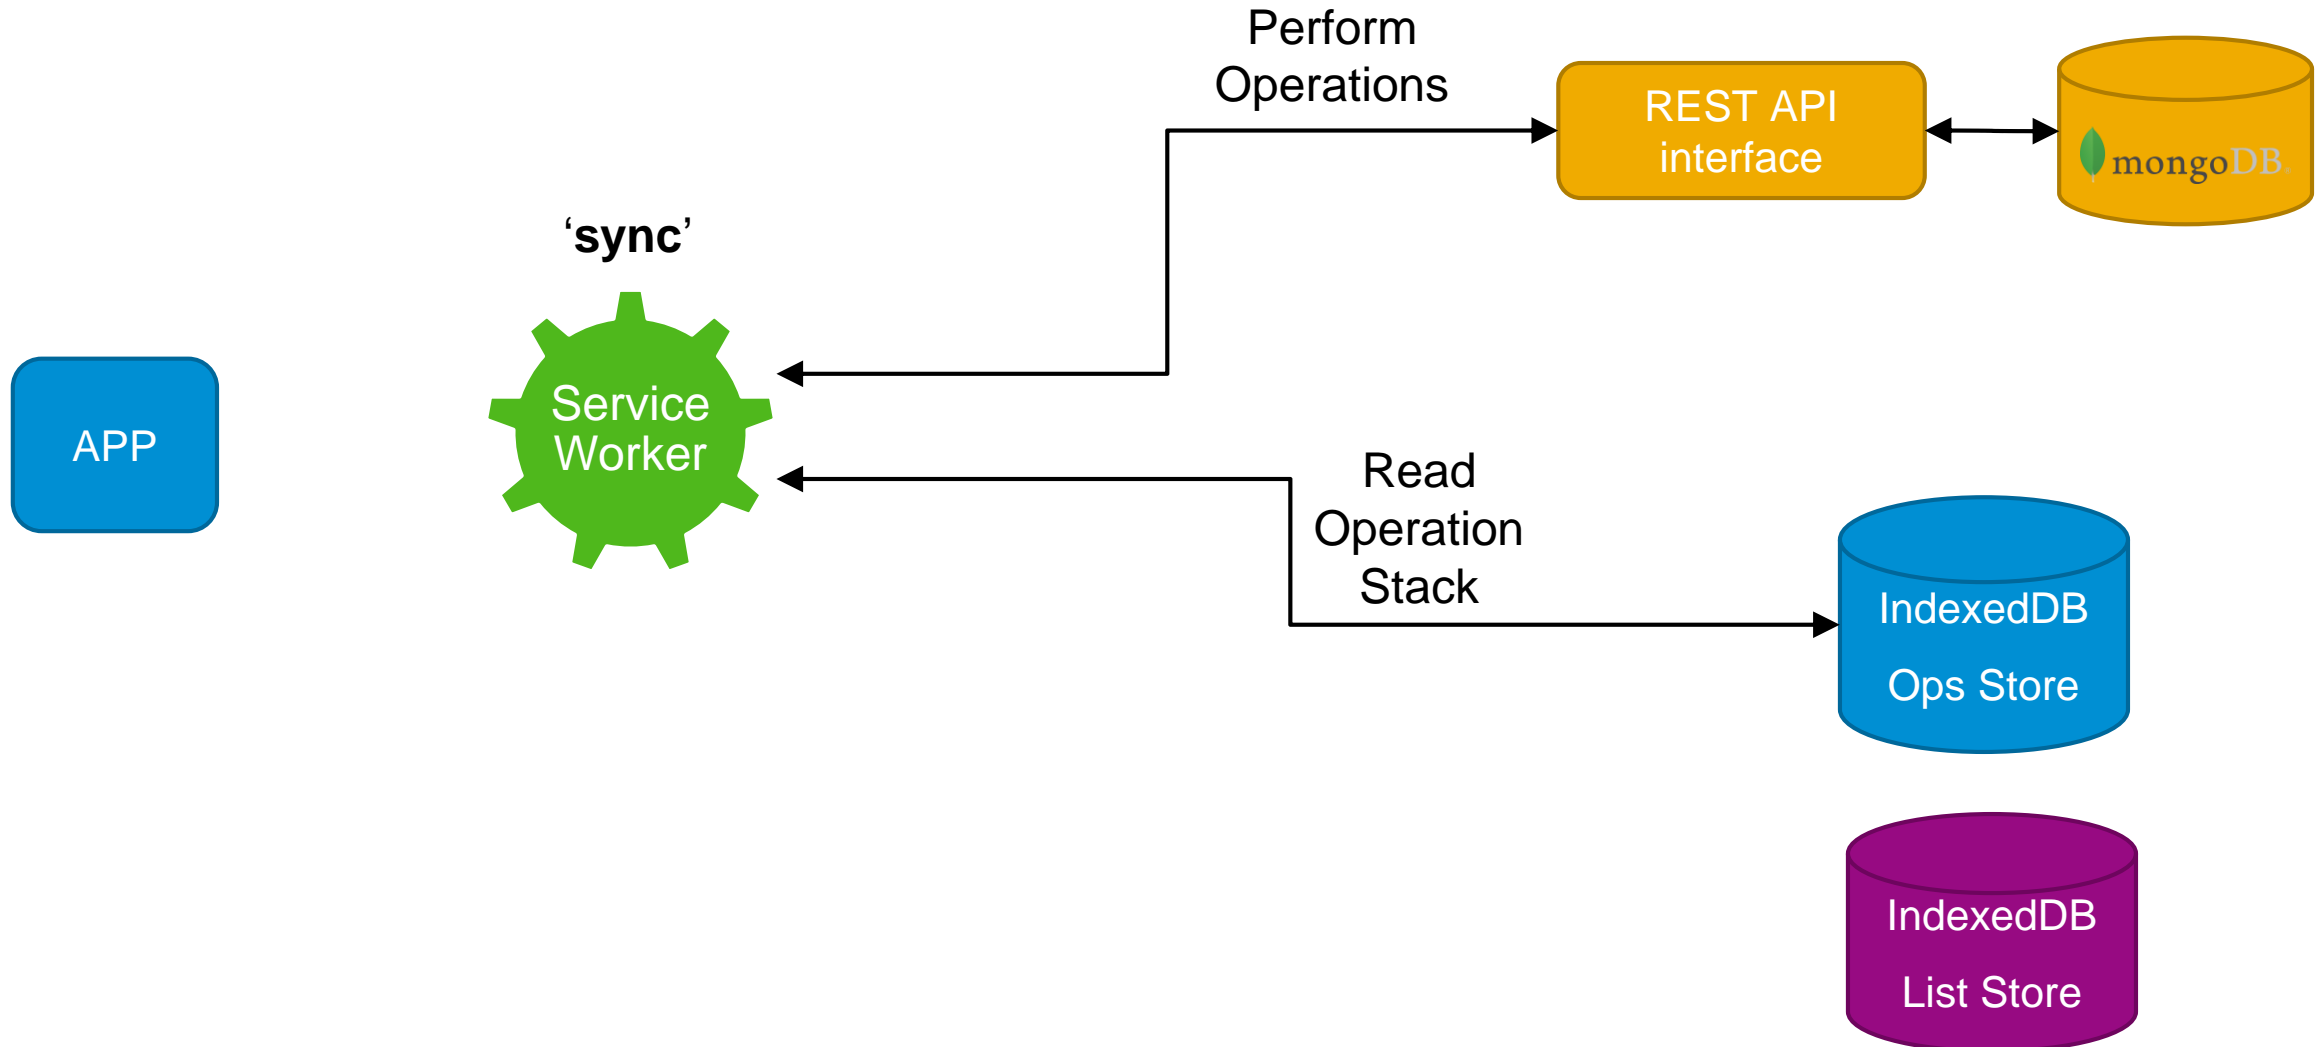 Perform
Operations
REST API
interface
mongoDB.
‘sync’
Service
Worker
APP
Read
Operation
Stack
IndexedDB
Ops Store
IndexedDB
List Store